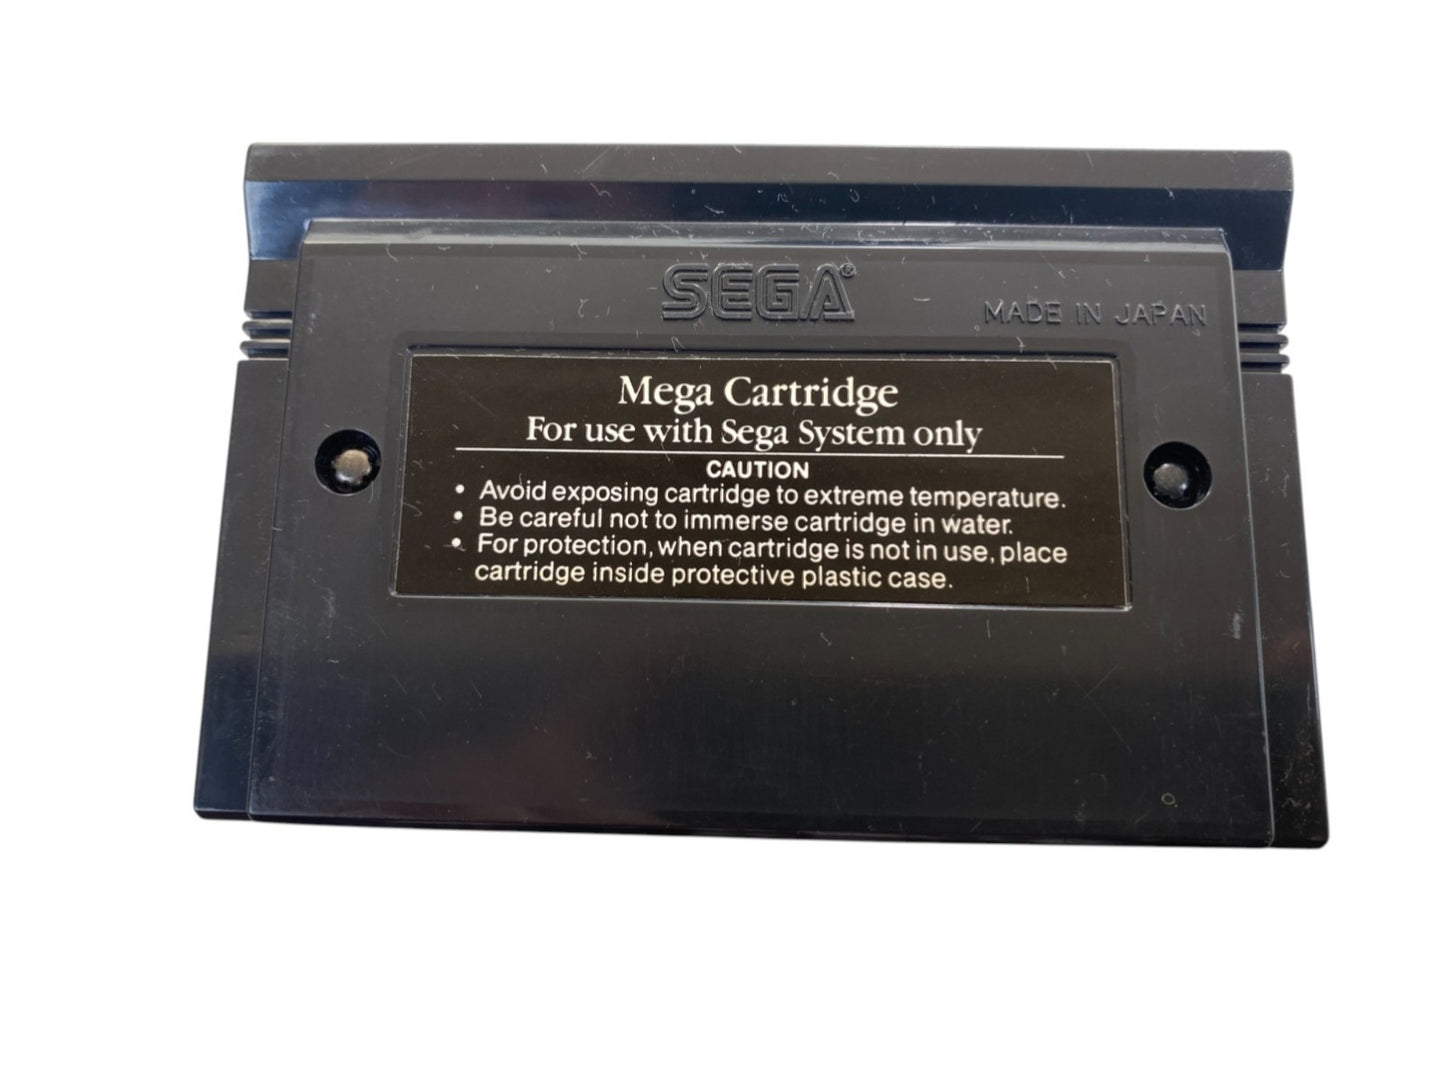 SEGA®
MADE IN JAPAN
Mega Cartridge
For use with Sega System only
CAUTION
• Avoid exposing cartridge to extreme temperature.
• Be careful not to immerse cartridge in water.
• For protection, when cartridge is not in use, place
cartridge inside protective plastic case.